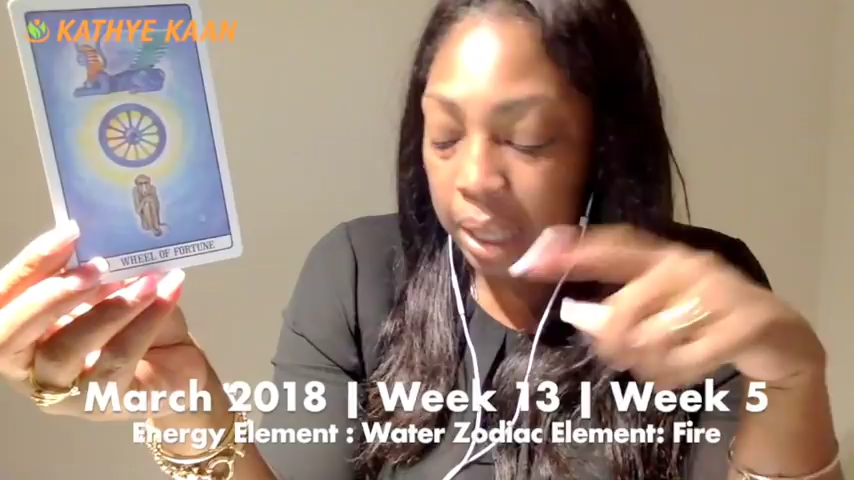 KATHYE KAAN
WHEEL OF FORTUNE
March 2018 | Week 13 | Week 5
Energy Element : Water Zodiac Element: Fire